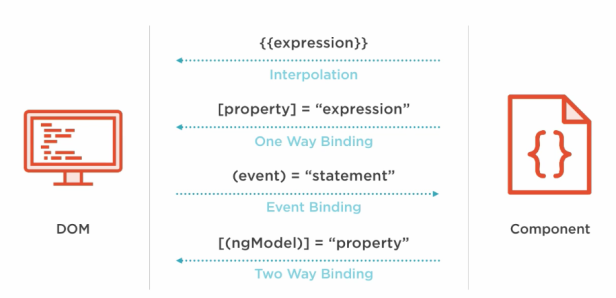 {{expression}}
Interpolation
[property] = “expression”
One Way Binding
(event) = “statement”
Event Binding
[(ngModel)] = “property”
Two Way Binding
DOM
{ }
Component